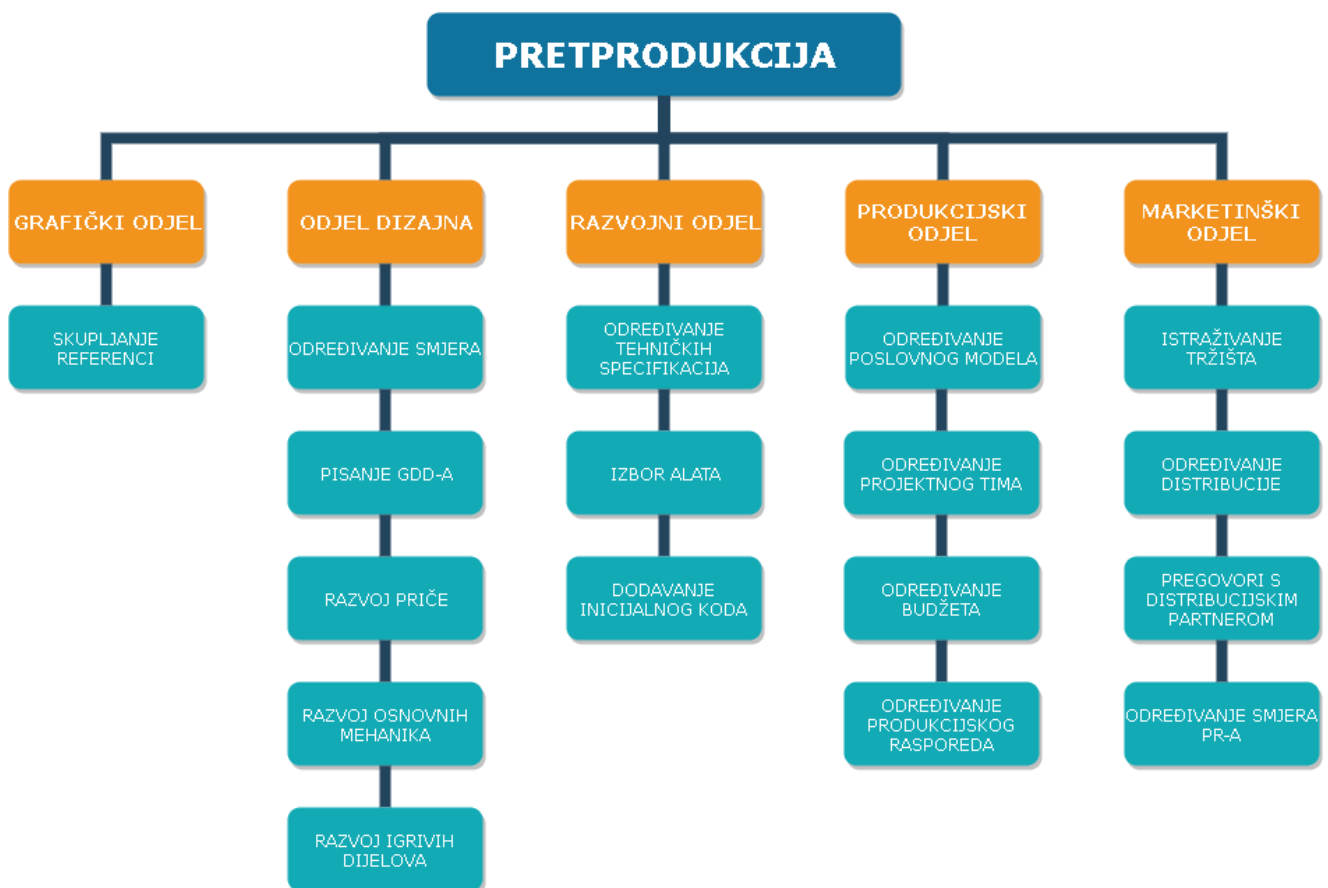 PRETPRODUKCIJA
GRAFIČKI ODJEL
SKUPLJANJE
REFERENCI
ODJEL DIZAJNA
ODREĐIVANJE SMJERA
PISANJE GDD-A
RAZVOJ PRIČE
RAZVOJ OSNOVNIH
MEHANIKA
RAZVOJ IGRIVIH
DIJELOVA
RAZVOJNI ODJEL
ODREĐIVANJE
TEHNIČKIH
SPECIFIKACIJA
IZBOR ALATA
DODAVANJE
INICIJALNOG KODA
PRODUKCIJSKI
ODJEL
ODREĐIVANJE
POSLOVNOG MODELA
ODREĐIVANJE
PROJEKTNOG TIMA
ODREĐIVANJE
BUDŽETA
ODREĐIVANJE
PRODUKCIJSKOG
RASPOREDA
MARKETINŠKI
ODJEL
ISTRAŽIVANJE
TRŽIŠTA
ODREĐIVANJE
DISTRIBUCIJE
PREGOVORI S
DISTRIBUCIJSKIM
PARTNEROM
ODREĐIVANJE SMJERA
PR-A